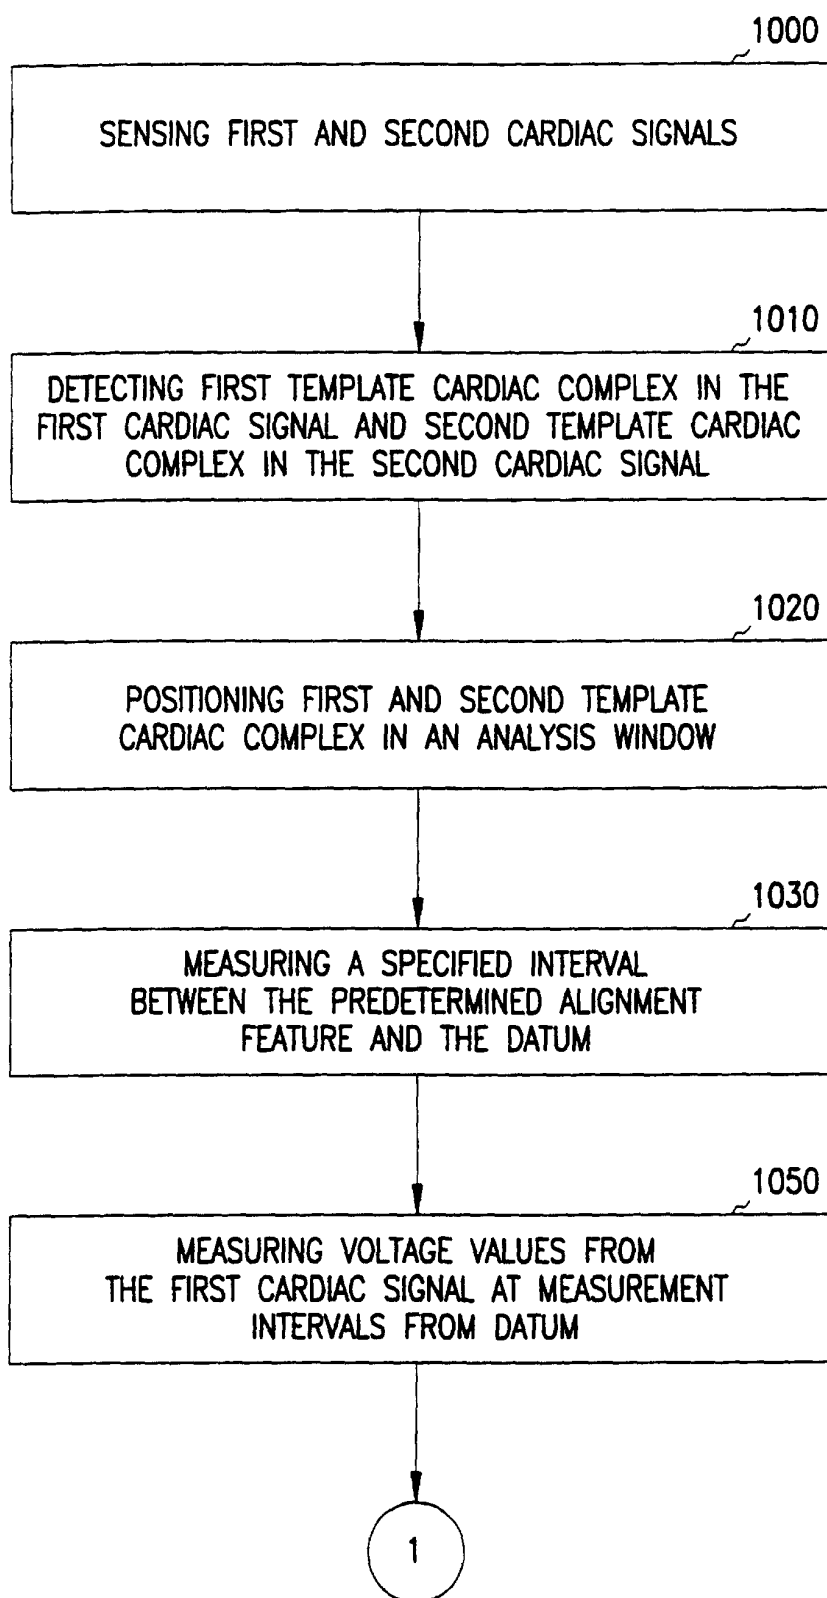 1000
SENSING FIRST AND SECOND CARDIAC SIGNALS
1010
DETECTING FIRST TEMPLATE CARDIAC COMPLEX IN THE
FIRST CARDIAC SIGNAL AND SECOND TEMPLATE CARDIAC
COMPLEX IN THE SECOND CARDIAC SIGNAL
1020
POSITIONING FIRST AND SECOND TEMPLATE
CARDIAC COMPLEX IN AN ANALYSIS WINDOW
1030
MEASURING A SPECIFIED INTERVAL
BETWEEN THE PREDETERMINED ALIGNMENT
FEATURE AND THE DATUM
1050
MEASURING VOLTAGE VALUES FROM
THE FIRST CARDIAC SIGNAL AT MEASUREMENT
INTERVALS FROM DATUM
1